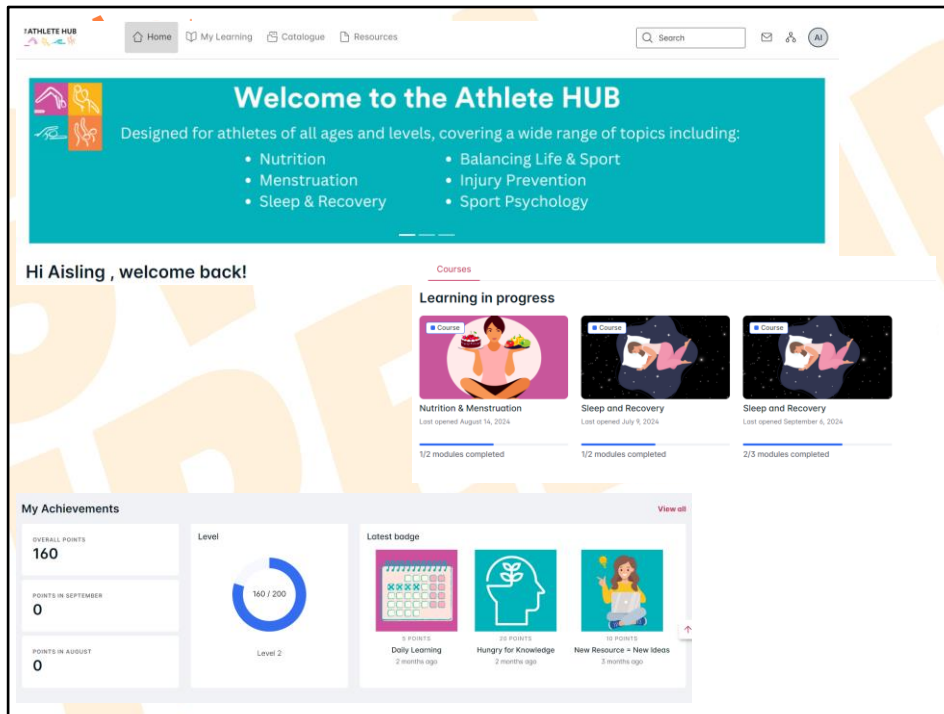 ATHLETE HUB
Home My Learning Catalogue Resources Search AI
Welcome to the Athlete HUB
Designed for athletes of all ages and levels, covering a wide range of topics including:
• Nutrition
• Menstruation
• Sleep & Recovery
• Balancing Life & Sport
• Injury Prevention
• Sport Psychology
Hi Aisling , welcome back!
Courses
Learning in progress
Course
Nutrition & Menstruation
Last opened August 14, 2024
1/2 modules completed
Course
Sleep and Recovery
Last opened July 9, 2024
1/2 modules completed
Course
Sleep and Recovery
Last opened September 6, 2024
2/3 modules completed
My Achievements
View all
OVERALL POINTS
160
POINTS IN SEPTEMBER
0
POINTS IN AUGUST
0
Level
160 / 200
Level 2
Latest badge
5 POINTS
Daily Learning
2 months ago
20 POINTS
Hungry for Knowledge
2 months ago
10 POINTS
New Resource = New Ideas
3 months ago